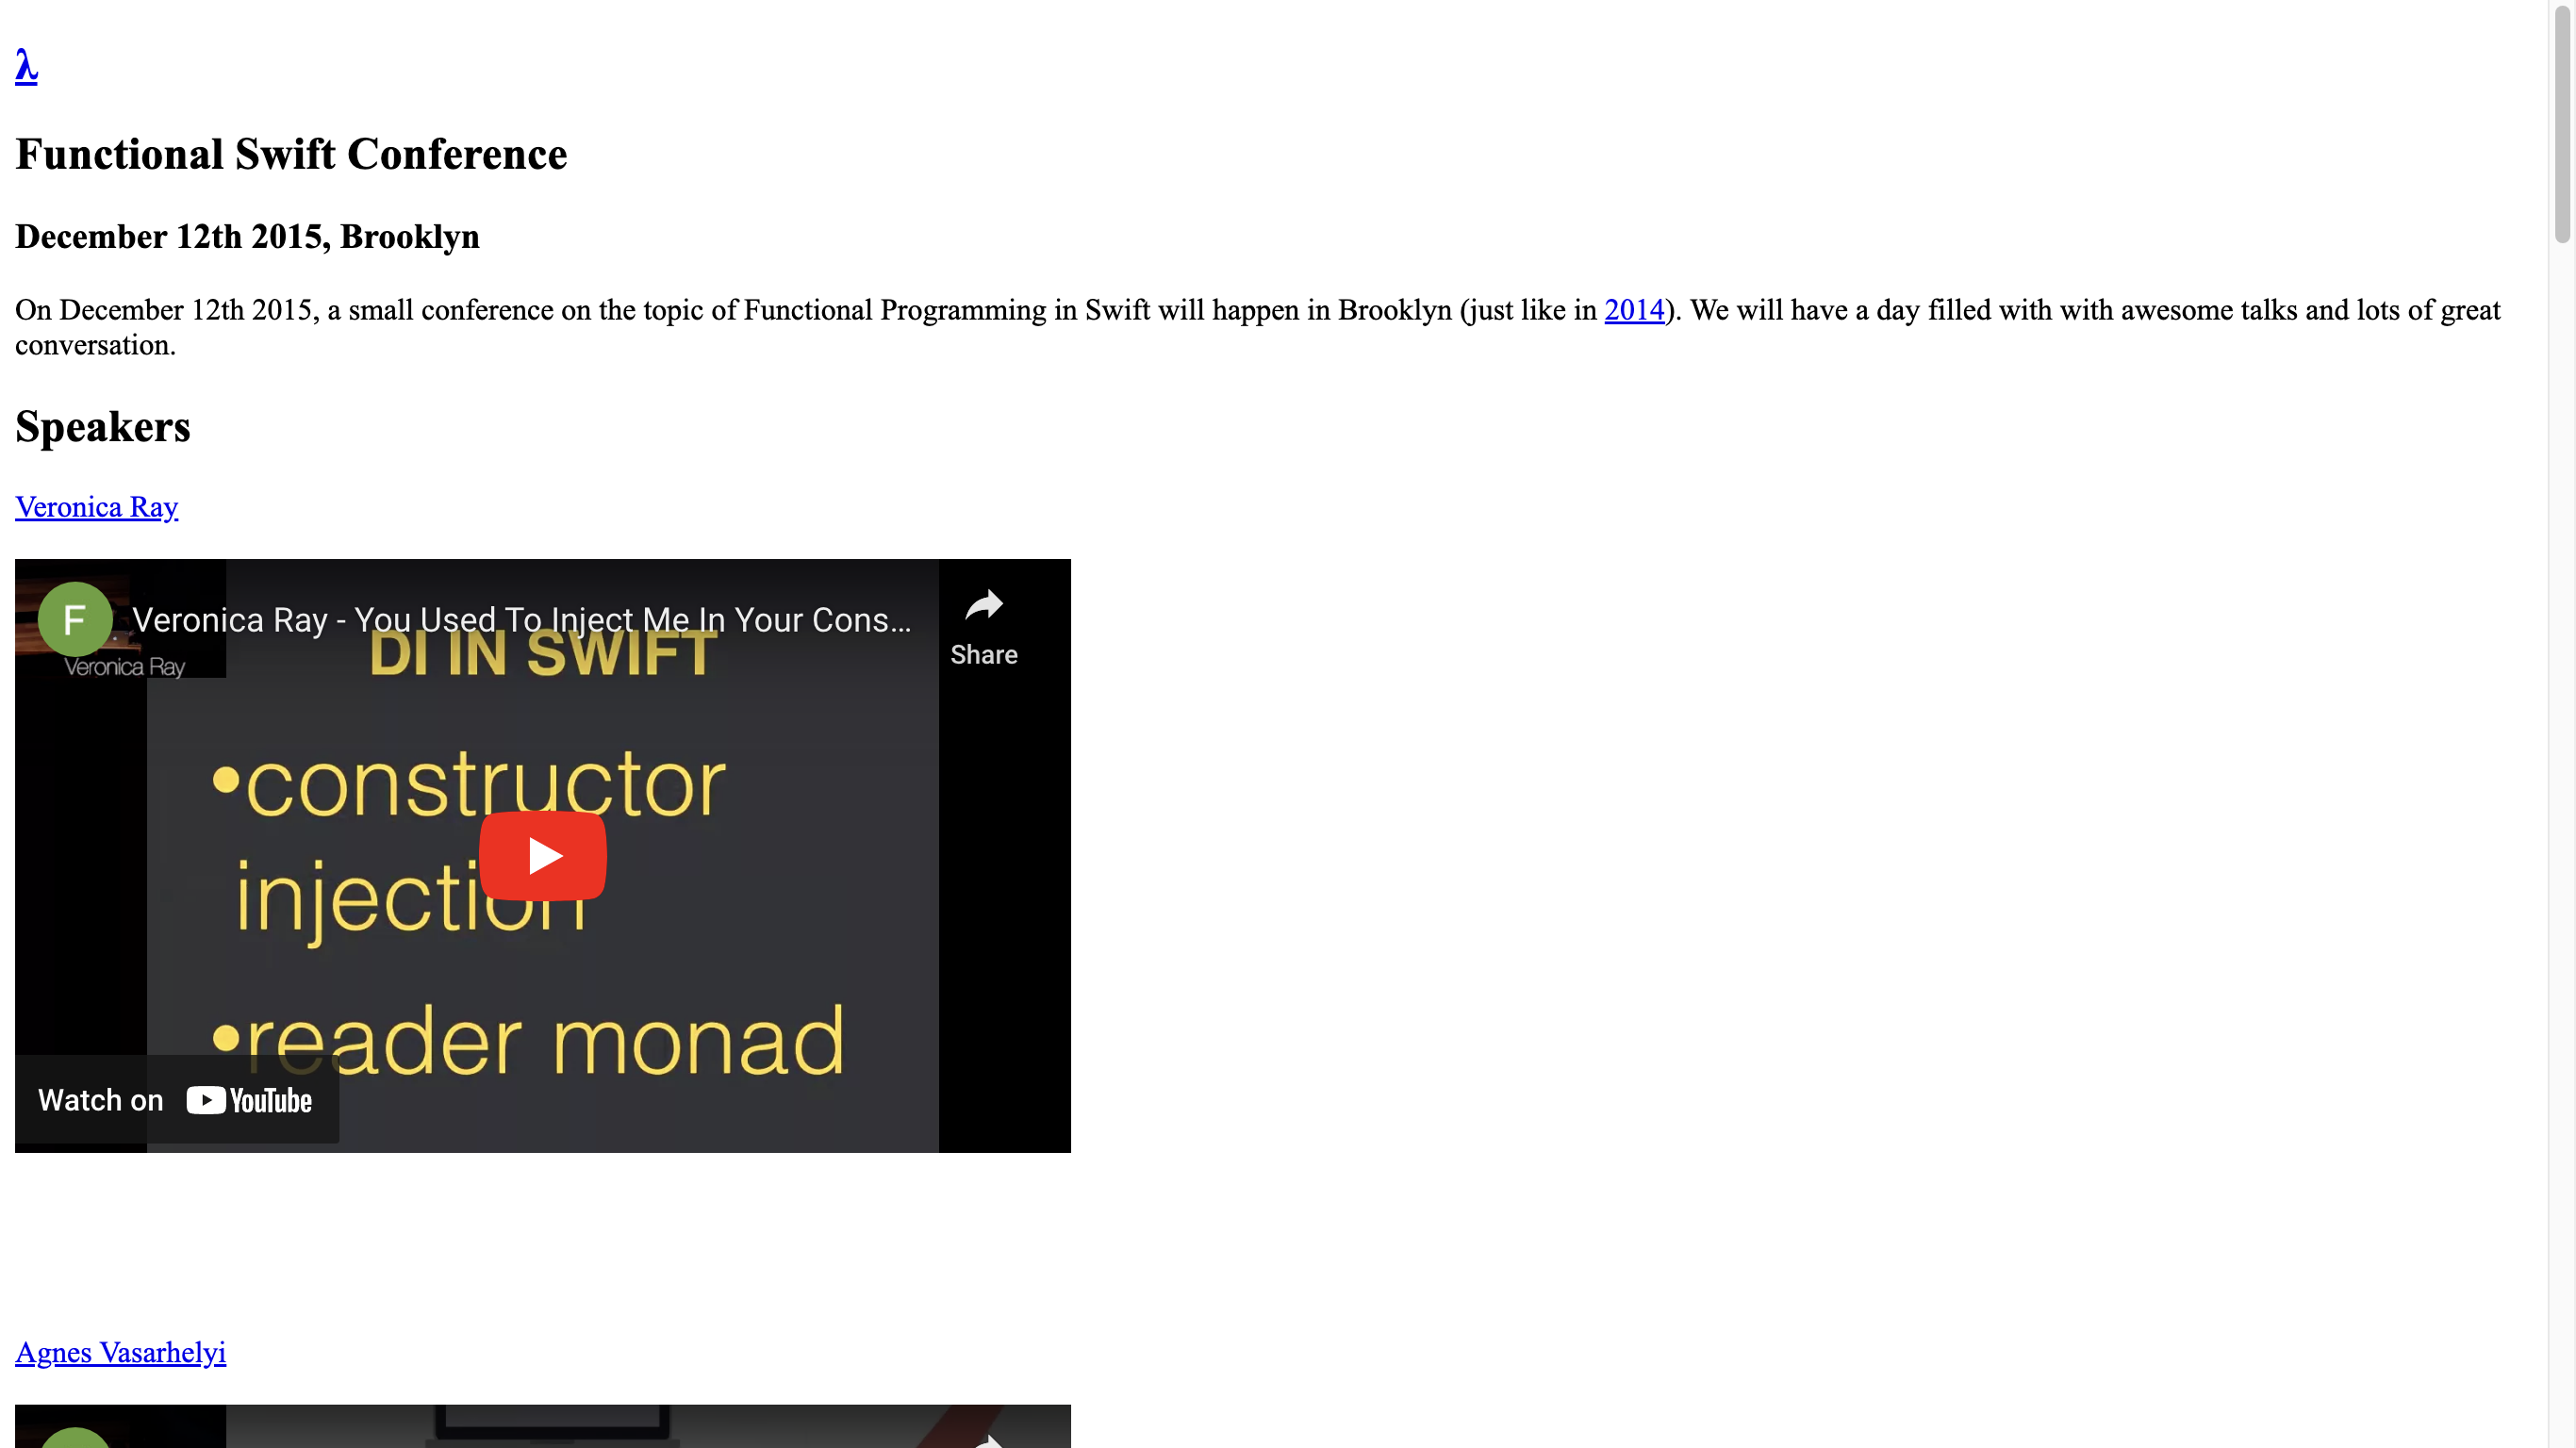 λ
Functional Swift Conference
December 12th 2015, Brooklyn
On December 12th 2015, a small conference on the topic of Functional Programming in Swift will happen in Brooklyn (just like in 2014). We will have a day filled with with awesome talks and lots of great
conversation.
Speakers
Veronica Ray
F
Veronica Ray - You Used To Inject Me In Your Cons...
Share
Veronica Ray
DI IN SWIFT
•constructor
injection
•reader monad
Watch on YouTube
Agnes Vasarhelyi